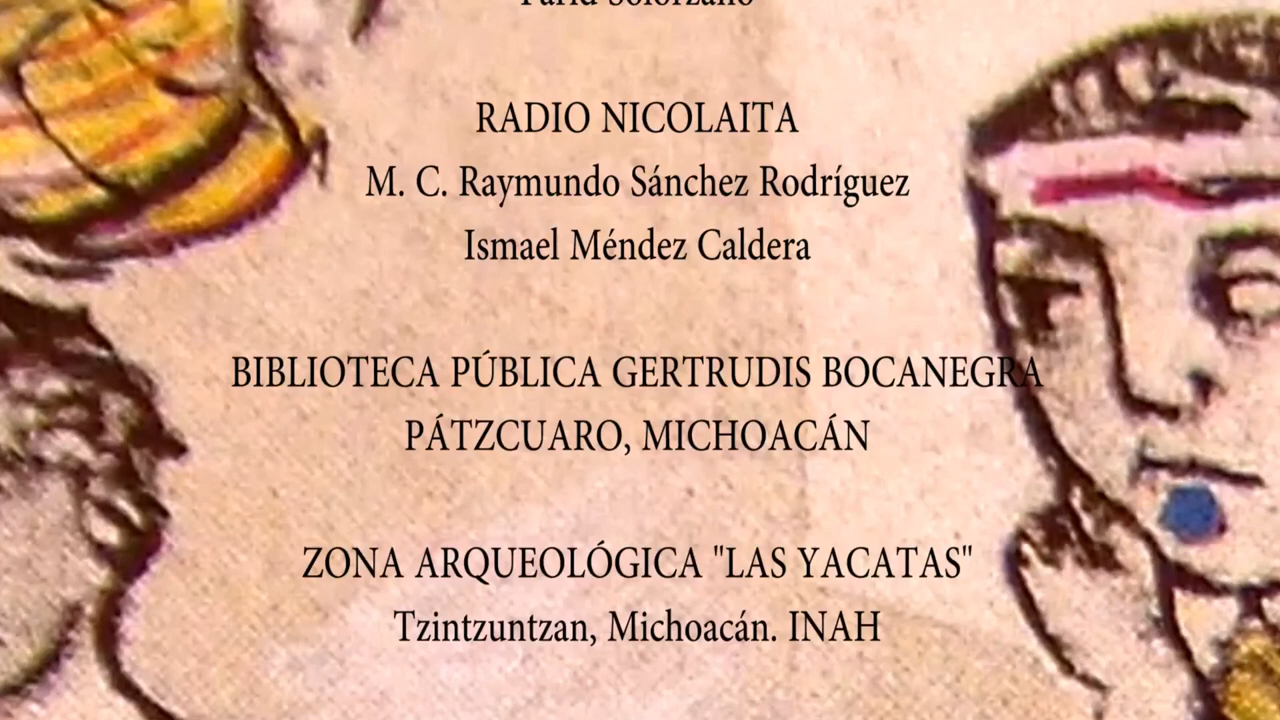 RADIO NICOLAITA
M. C. Raymundo Sánchez Rodríguez
Ismael Méndez Caldera
BIBLIOTECA PÚBLICA GERTRUDIS BOCANEGRA
PÁTZCUARO, MICHOACÁN
ZONA ARQUEOLÓGICA "LAS YACATAS"
Tzintzuntzan, Michoacán. INAH